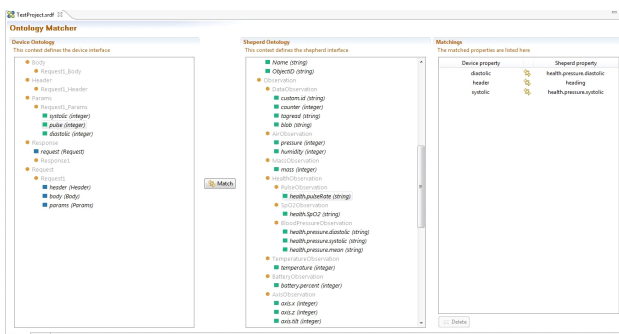 TestProject.srdf
Ontology Matcher
Device Ontology
This context defines the device interface
Body
Request1_Body
Header
Request1_Header
Params
Request1_Params
systolic (integer)
pulse (integer)
diastolic (integer)
Response
request (Request)
Response1
Request
Request1
header (Header)
body (Body)
params (Params)
Match
Sheperd Ontology
This context defines the shepherd interface
Name (string)
ObjectID (string)
Observation
DataObservation
custom.id (string)
counter (integer)
tagread (string)
blob (string)
AirObservation
pressure (integer)
humidity (integer)
MassObservation
mass (integer)
HealthObservation
PulseObservation
health.pulseRate (string)
SpO2Observation
health.SpO2 (string)
BloodPressureObservation
health.pressure.diastolic (string)
health.pressure.systolic (string)
health.pressure.mean (string)
TemperatureObservation
temperature (integer)
BatteryObservation
battery.percent (integer)
AxisObservation
axis.x (integer)
axis.z (integer)
axis.tilt (integer)
Matchings
The matched properties are listed here
Device property Sheperd property
diastolic health.pressure.diastolic
header heading
systolic health.pressure.systolic
Delete